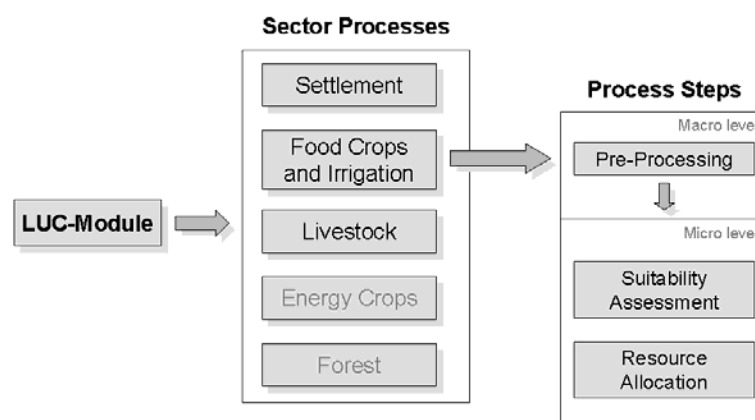 Sector Processes
Settlement
Food Crops
and Irrigation
Livestock
Energy Crops
Forest
LUC-Module
Process Steps
Macro leve
Pre-Processing
Micro leve
Suitability
Assessment
Resource
Allocation